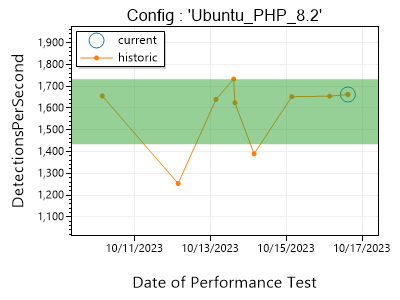 Config : 'Ubuntu_PHP_8.2'
current
historic
DetectionsPerSecond
1,900
1,800
1,700
1,600
1,500
1,400
1,300
1,200
1,100
10/11/2023 10/13/2023 10/15/2023 10/17/2023
Date of Performance Test